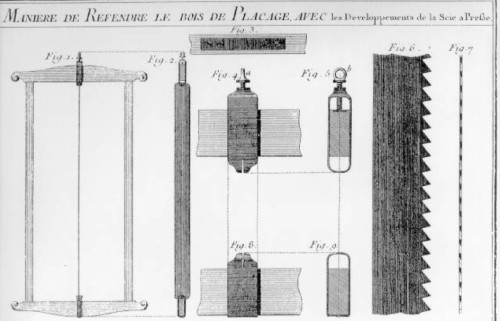 MANIERE DE REFENDRE LE BOIS DE PLACAGE, AVEC les Developpements de la Scie a Presse.
Fig. 3.
Fig. 1.
Fig. 2.
Fig. 4.
a
Fig. 5.
b
Fig. 6.
Fig. 7.
Fig. 8.
Fig. 9